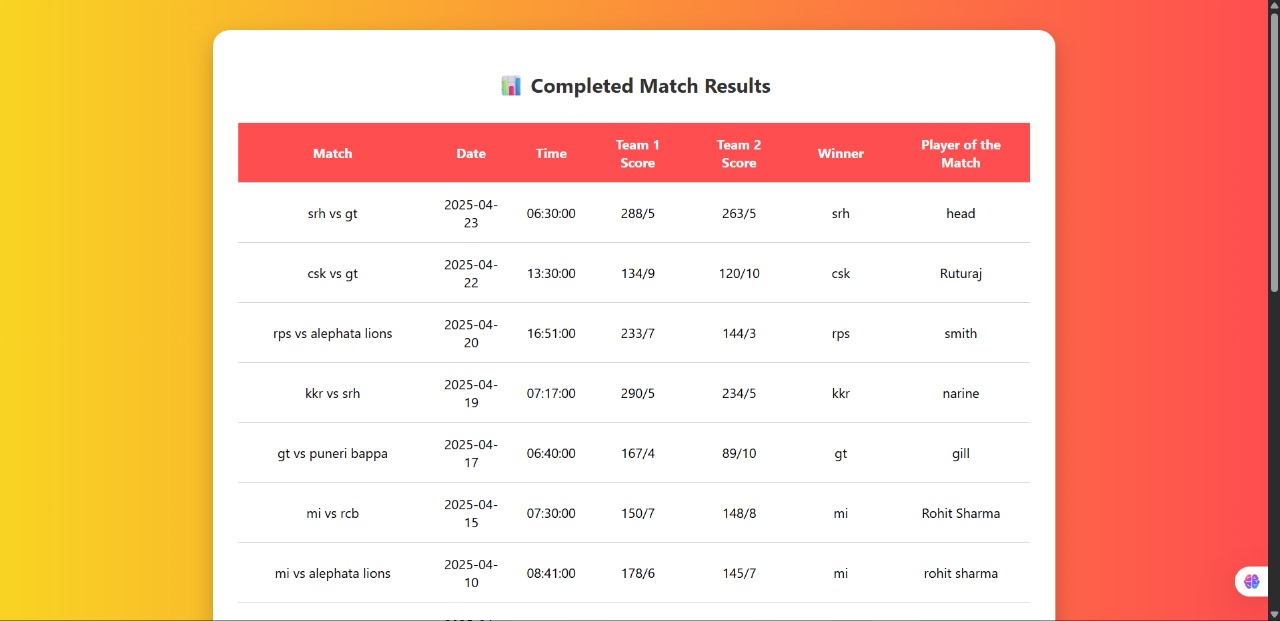 Completed Match Results
Match Date Time Team 1 Score Team 2 Score Winner Player of the Match
srh vs gt 2025-04-23 06:30:00 288/5 263/5 srh head
csk vs gt 2025-04-22 13:30:00 134/9 120/10 csk Ruturaj
rps vs alephata lions 2025-04-20 16:51:00 233/7 144/3 rps smith
kkr vs srh 2025-04-19 07:17:00 290/5 234/5 kkr narine
gt vs puneri bappa 2025-04-17 06:40:00 167/4 89/10 gt gill
mi vs rcb 2025-04-15 07:30:00 150/7 148/8 mi Rohit Sharma
mi vs alephata lions 2025-04-10 08:41:00 178/6 145/7 mi rohit sharma